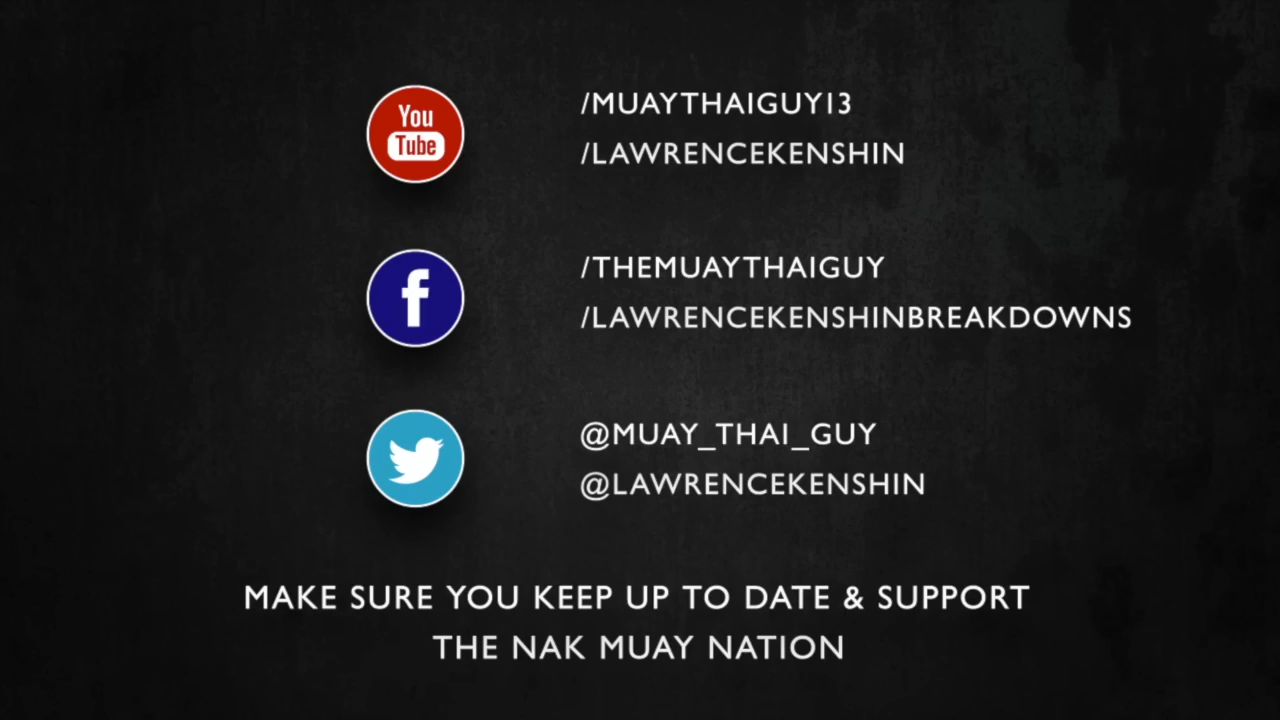 You
Tube
/MUAYTHAIGUY13
/LAWRENCEKENSHIN
f
/THEMUAYTHAIGUY
/LAWRENCEKENSHINBREAKDOWNS
@MUAY_THAI_GUY
@LAWRENCEKENSHIN
MAKE SURE YOU KEEP UP TO DATE & SUPPORT
THE NAK MUAY NATION